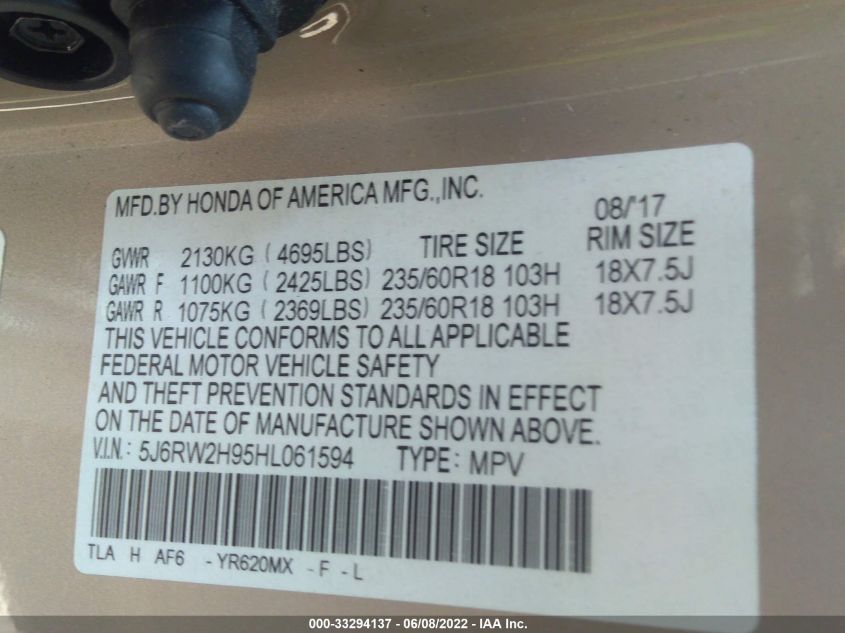 MFD.BY HONDA OF AMERICA MFG.,INC. 08/'17
GVWR 2130KG ( 4695LBS) TIRE SIZE RIM SIZE
GAWR F 1100KG ( 2425LBS) 235/60R18 103H 18X7.5J
GAWR R 1075KG ( 2369LBS) 235/60R18 103H 18X7.5J
THIS VEHICLE CONFORMS TO ALL APPLICABLE
FEDERAL MOTOR VEHICLE SAFETY
AND THEFT PREVENTION STANDARDS IN EFFECT
ON THE DATE OF MANUFACTURE SHOWN ABOVE.
V.I.N.: 5J6RW2H95HL061594 TYPE: MPV
TLA H AF6 -YR620MX -F -L
000-33294137 - 06/08/2022 - IAA Inc.